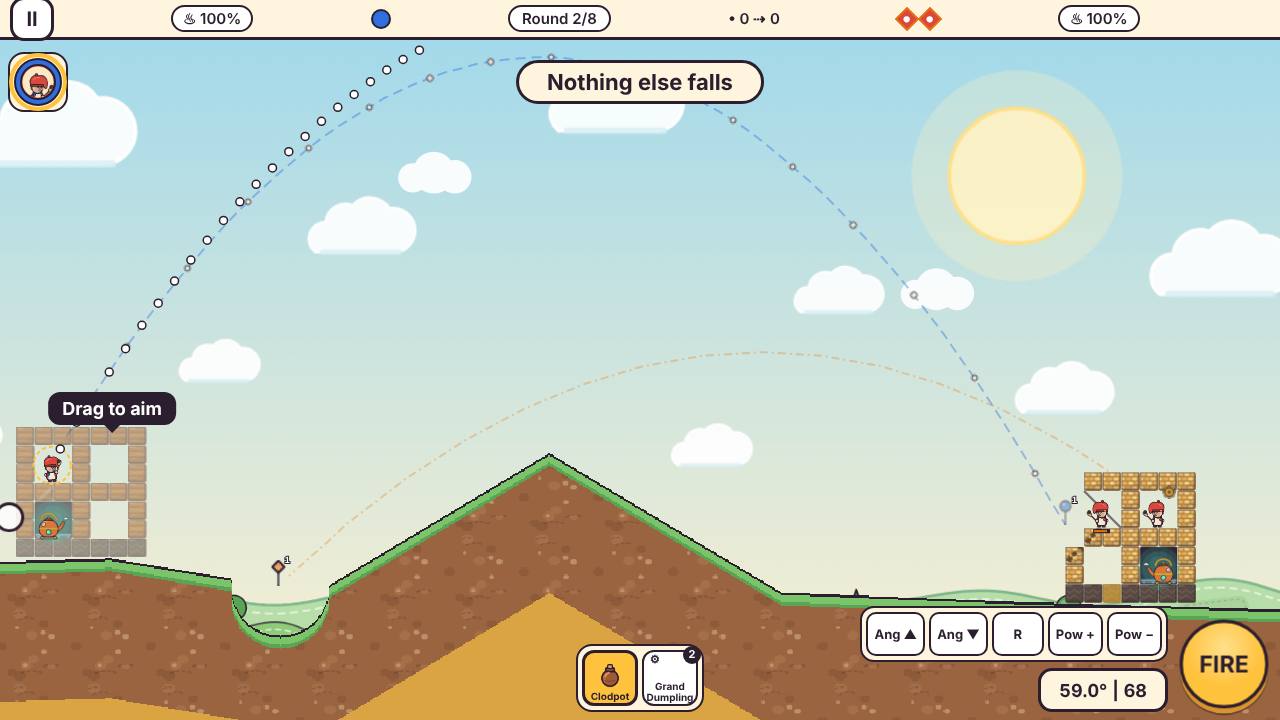 100%
Round 2/8
• 0 ⇢ 0
100%
Nothing else falls
Drag to aim
1
1
Ang ▲
Ang ▼
R
Pow +
Pow −
59.0° | 68
FIRE
Clodpot
2
Grand
Dumpling